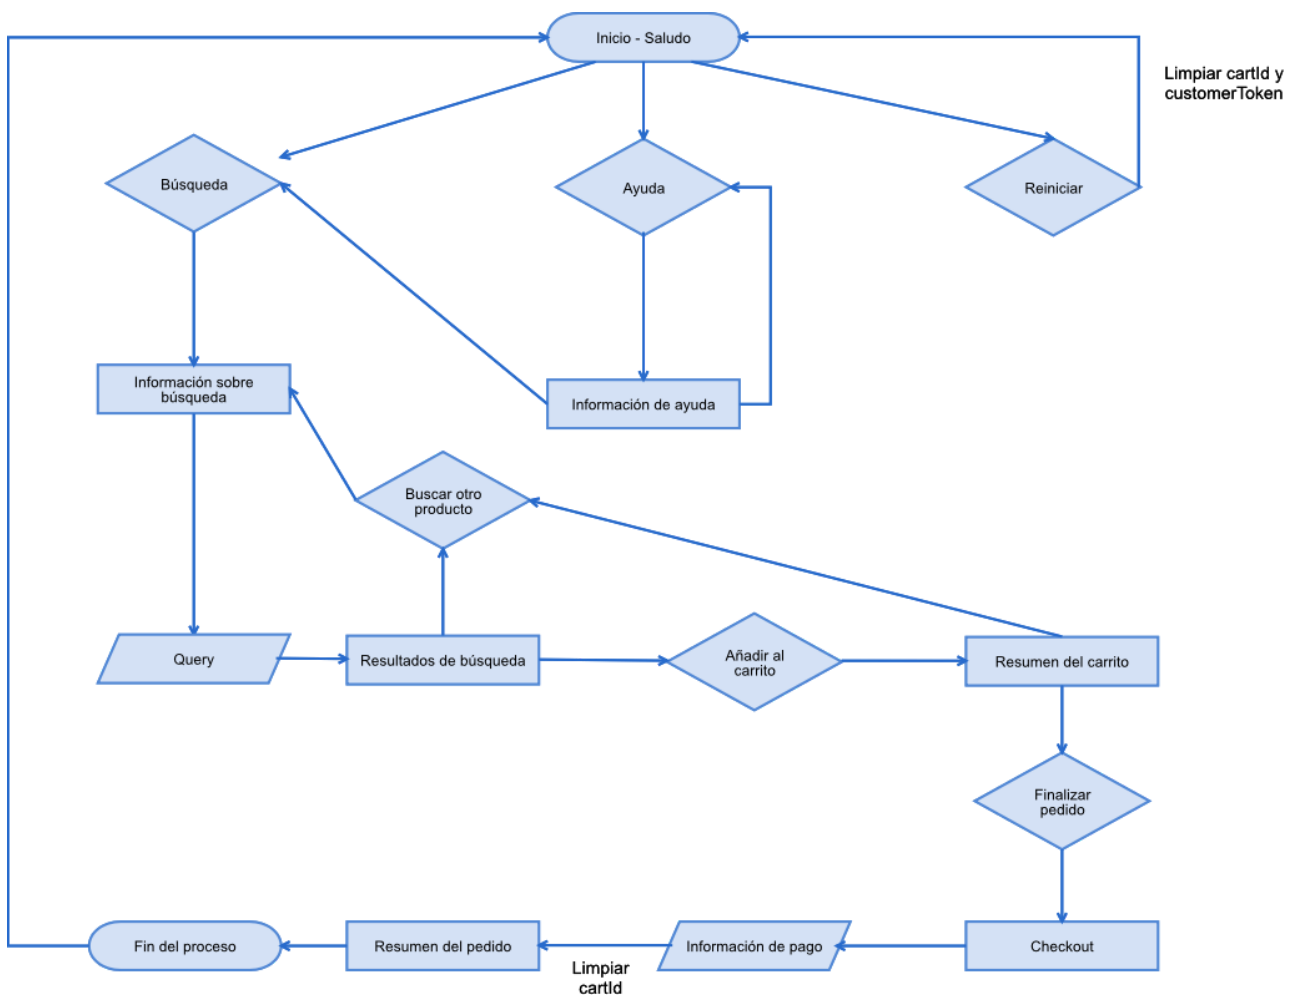 Inicio - Saludo
Limpiar cartId y
customerToken
Búsqueda
Ayuda
Reiniciar
Información sobre
búsqueda
Información de ayuda
Buscar otro
producto
Query
Resultados de búsqueda
Añadir al
carrito
Resumen del carrito
Finalizar
pedido
Fin del proceso
Resumen del pedido
Información de pago
Checkout
Limpiar
cartId